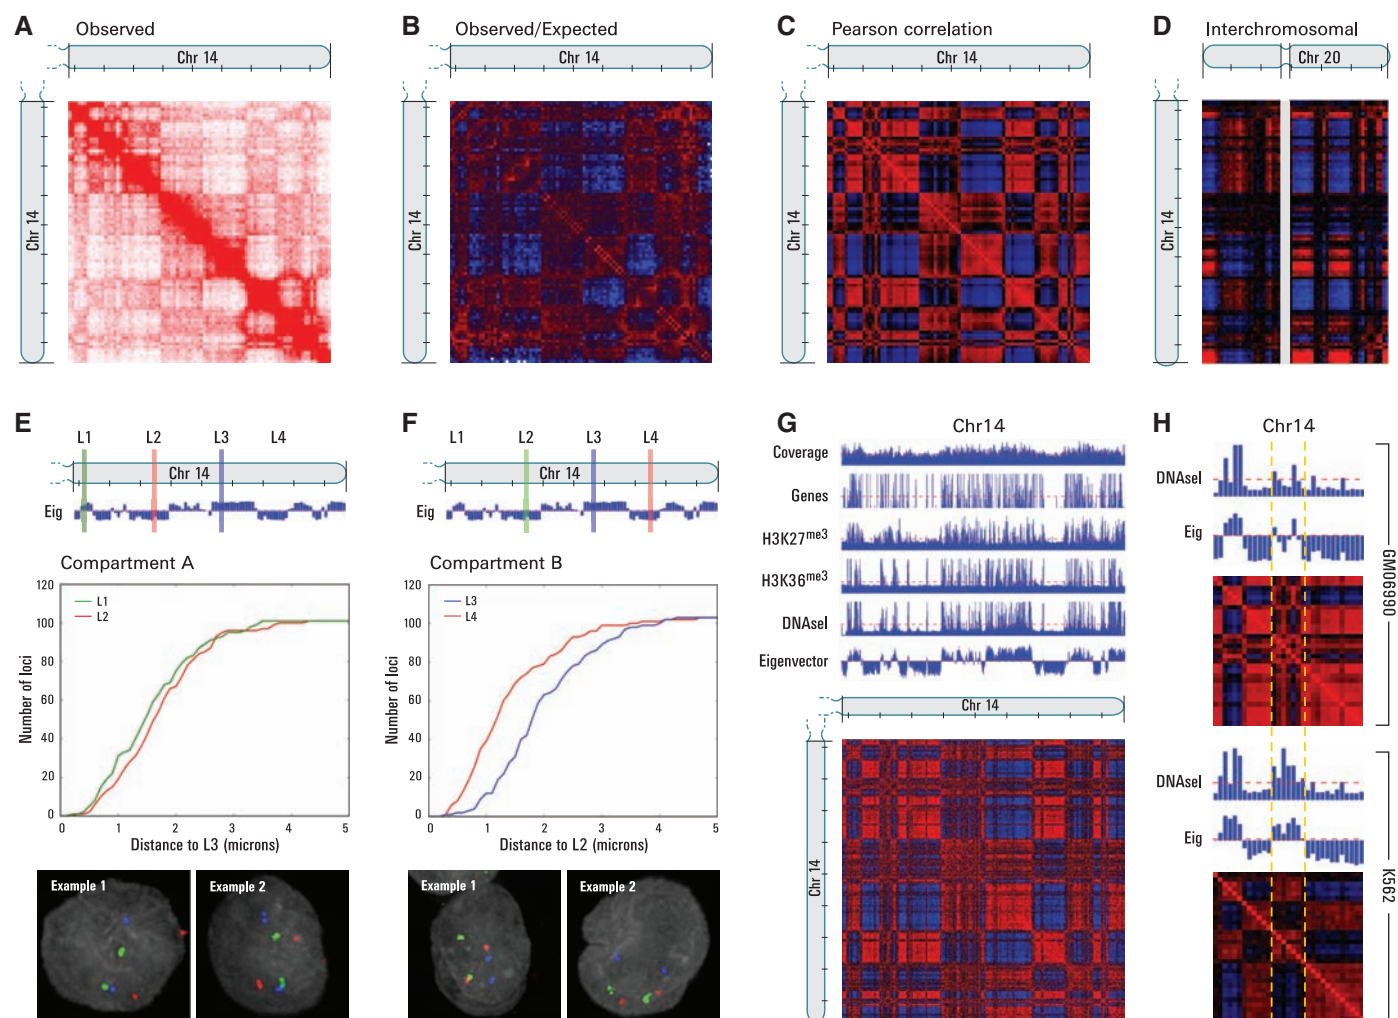 A Observed
Chr 14
Chr 14
B Observed/Expected
Chr 14
Chr 14
C Pearson correlation
Chr 14
Chr 14
D Interchromosomal
Chr 20
Chr 14
E
L1 L2 L3 L4
Chr 14
Eig
Compartment A
120
100
80
60
40
20
0
Number of loci
L1
L2
0 1 2 3 4 5
Distance to L3 (microns)
Example 1
Example 2
F
L1 L2 L3 L4
Chr 14
Eig
Compartment B
120
100
80
60
40
20
0
Number of loci
L3
L4
0 1 2 3 4 5
Distance to L2 (microns)
Example 1
Example 2
G Chr14
Coverage
Genes
H3K27me3
H3K36me3
DNAseI
Eigenvector
Chr 14
Chr 14
H Chr14
DNAseI
Eig
GM06990
DNAseI
Eig
K562